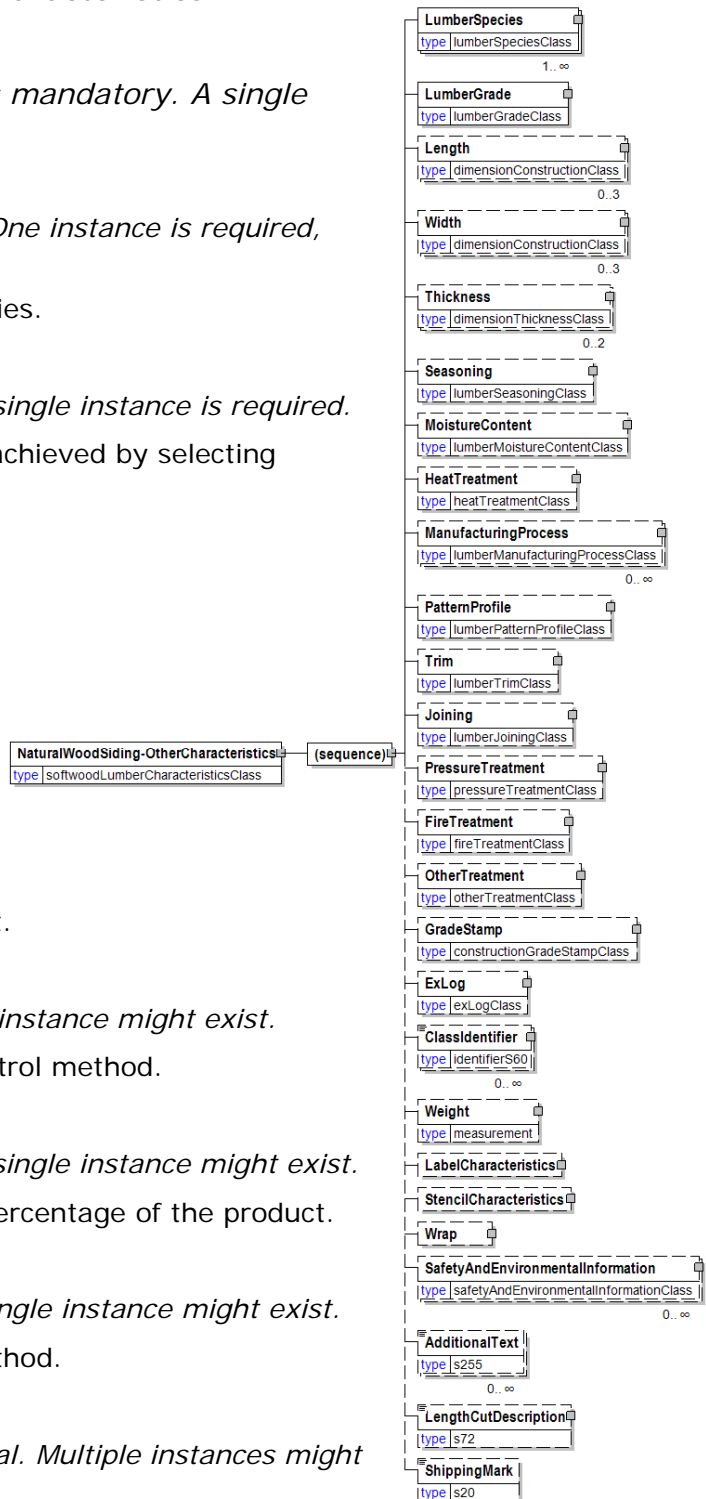 s mandatory. A single
One instance is required,
ies.
single instance is required.
achieved by selecting
t.
instance might exist.
trol method.
single instance might exist.
ercentage of the product.
ngle instance might exist.
thod.
al. Multiple instances might
NaturalWoodSiding-OtherCharacteristics
type softwoodLumberCharacteristicsClass
(sequence)
LumberSpecies
type lumberSpeciesClass
1.. ∞
LumberGrade
type lumberGradeClass
Length
type dimensionConstructionClass
0..3
Width
type dimensionConstructionClass
0..3
Thickness
type dimensionThicknessClass
0..2
Seasoning
type lumberSeasoningClass
MoistureContent
type lumberMoistureContentClass
HeatTreatment
type heatTreatmentClass
ManufacturingProcess
type lumberManufacturingProcessClass
0.. ∞
PatternProfile
type lumberPatternProfileClass
Trim
type lumberTrimClass
Joining
type lumberJoiningClass
PressureTreatment
type pressureTreatmentClass
FireTreatment
type fireTreatmentClass
OtherTreatment
type otherTreatmentClass
GradeStamp
type constructionGradeStampClass
ExLog
type exLogClass
ClassIdentifier
type identifierS60
0.. ∞
Weight
type measurement
LabelCharacteristics
StencilCharacteristics
Wrap
SafetyAndEnvironmentalInformation
type safetyAndEnvironmentalInformationClass
0.. ∞
AdditionalText
type s255
0.. ∞
LengthCutDescription
type s72
ShippingMark
type s20